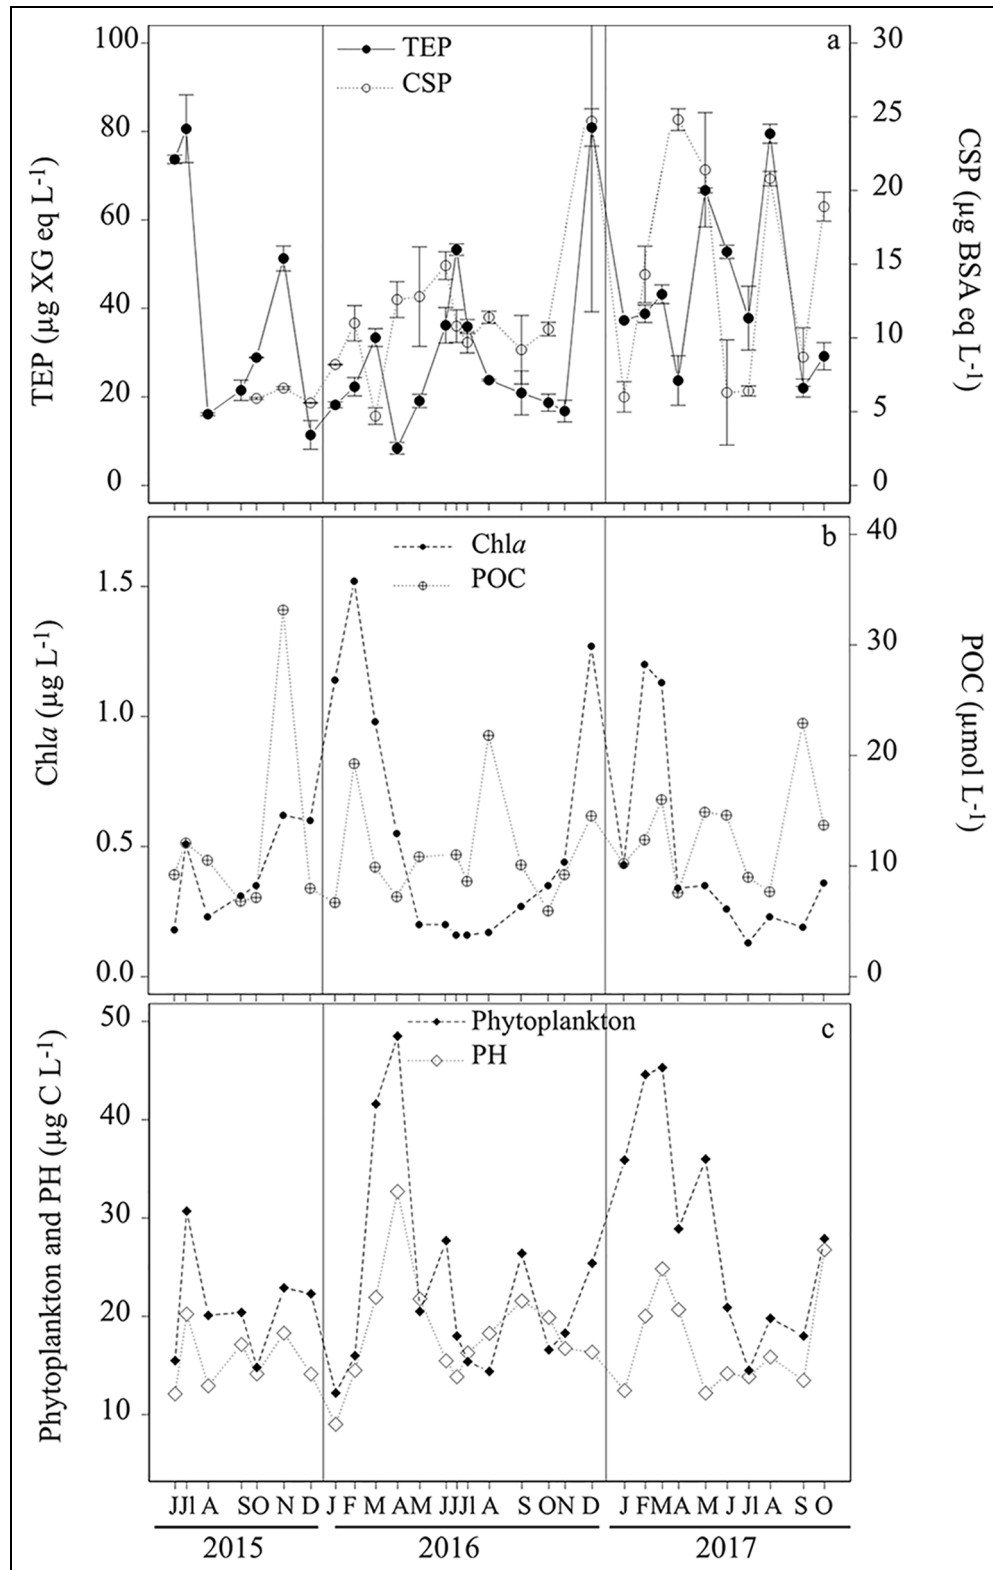 a
TEP
CSP
100
80
60
40
20
0
TEP (µg XG eq L-1)
30
25
20
15
10
5
0
CSP (µg BSA eq L-1)
b
Chla
POC
1.5
1.0
0.5
0.0
Chla (µg L-1)
40
30
20
10
0
POC (µmol L-1)
c
Phytoplankton
PH
50
40
30
20
10
Phytoplankton and PH (µg C L-1)
J Jl A S O N D J F M A M J J Jl A S O N D J F M A M J Jl A S O
2015 2016 2017